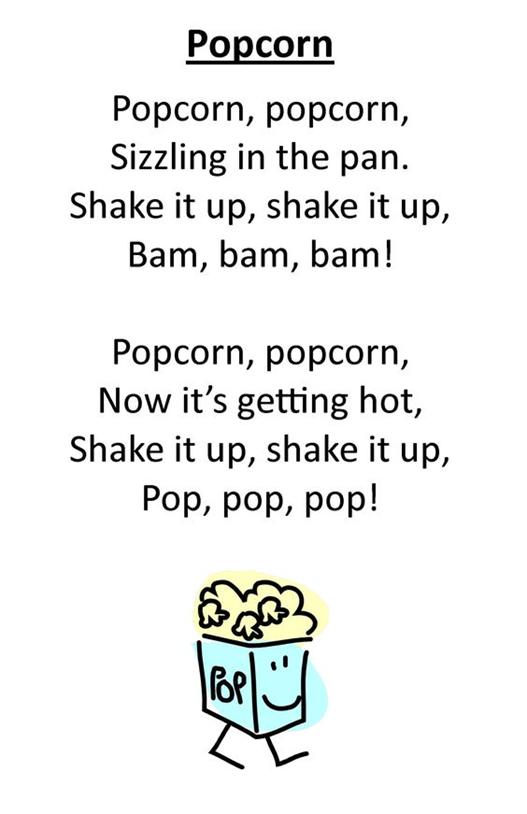 Popcorn
Popcorn, popcorn,
Sizzling in the pan.
Shake it up, shake it up,
Bam, bam, bam!
Popcorn, popcorn,
Now it’s getting hot,
Shake it up, shake it up,
Pop, pop, pop!
POP